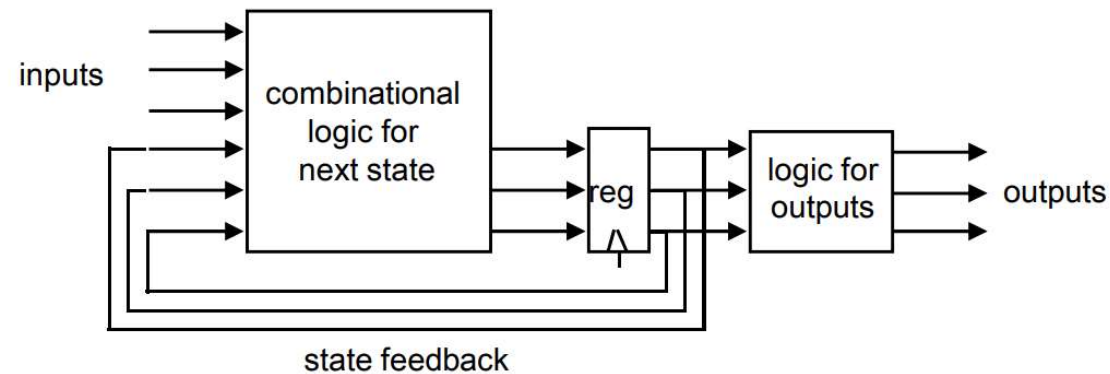 inputs
combinational
logic for
next state
reg
logic for
outputs
outputs
state feedback